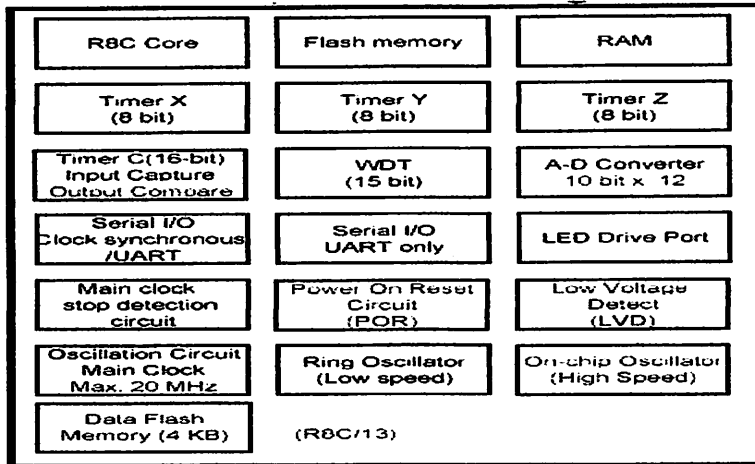 R8C Core
Flash memory
RAM
Timer X
(8 bit)
Timer Y
(8 bit)
Timer Z
(8 bit)
Timer C(16-bit)
Input Capture
Output Compare
WDT
(15 bit)
A-D Converter
10 bit x 12
Serial I/O
Clock synchronous
/UART
Serial I/O
UART only
LED Drive Port
Main clock
stop detection
circuit
Power On Reset
Circuit
(POR)
Low Voltage
Detect
(LVD)
Oscillation Circuit
Main Clock
Max. 20 MHz
Ring Oscillator
(Low speed)
On-chip Oscillator
(High Speed)
Data Flash
Memory (4 KB)
(R8C/13)